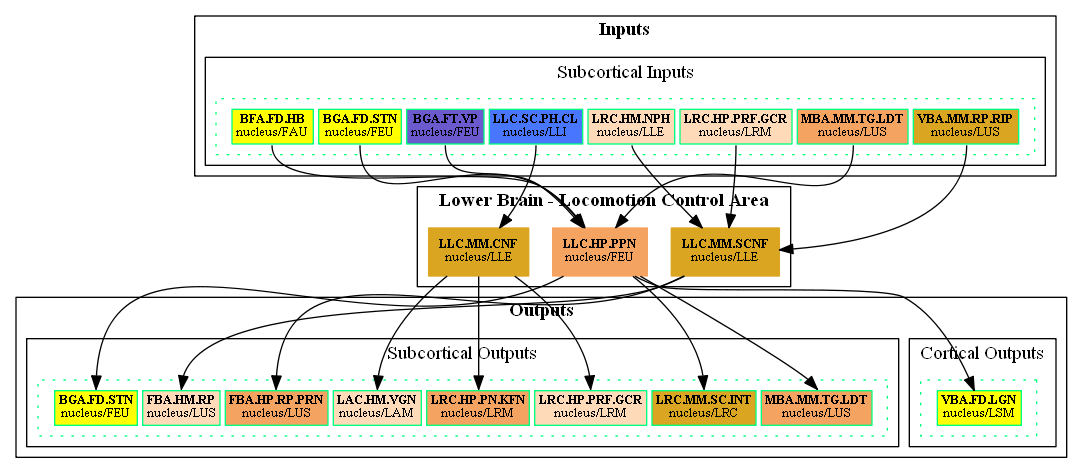 Inputs
Subcortical Inputs
BFA.FD.HB
nucleus/FAU
BGA.FD.STN
nucleus/FEU
BGA.FT.VP
nucleus/FEU
LLC.SC.PH.CL
nucleus/LLI
LRC.HM.NPH
nucleus/LLE
LRC.HP.PRF.GCR
nucleus/LRM
MBA.MM.TG.LDT
nucleus/LUS
VBA.MM.RP.RIP
nucleus/LUS
Lower Brain - Locomotion Control Area
LLC.MM.CNF
nucleus/LLE
LLC.HP.PPN
nucleus/FEU
LLC.MM.SCNF
nucleus/LLE
Outputs
Subcortical Outputs
BGA.FD.STN
nucleus/FEU
FBA.HM.RP
nucleus/LUS
FBA.HP.RP.PRN
nucleus/LUS
LAC.HM.VGN
nucleus/LAM
LRC.HP.PN.KFN
nucleus/LRM
LRC.HP.PRF.GCR
nucleus/LRM
LRC.MM.SC.INT
nucleus/LRC
MBA.MM.TG.LDT
nucleus/LUS
Cortical Outputs
VBA.FD.LGN
nucleus/LSM